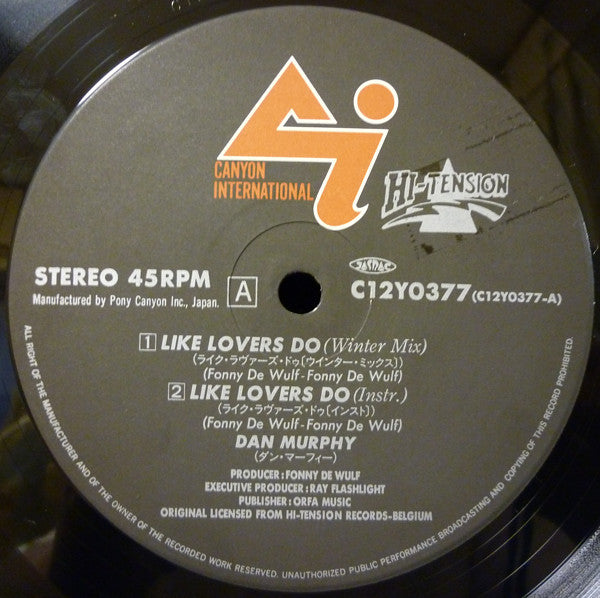 CANYON
INTERNATIONAL
HI-TENSION
JASRAC
STEREO 45RPM
Manufactured by Pony Canyon Inc., Japan.
A
C12Y0377 (C12Y0377-A)
1 LIKE LOVERS DO (Winter Mix)
(ライク・ラヴァーズ・ドゥ〔ウインター・ミックス〕)
(Fonny De Wulf-Fonny De Wulf)
2 LIKE LOVERS DO (Instr.)
(ライク・ラヴァーズ・ドゥ〔インスト〕)
(Fonny De Wulf-Fonny De Wulf)
DAN MURPHY
(ダン・マーフィー)
PRODUCER : FONNY DE WULF
EXECUTIVE PRODUCER : RAY FLASHLIGHT
PUBLISHER : ORFA MUSIC
ORIGINAL LICENSED FROM HI-TENSION RECORDS-BELGIUM
ALL RIGHT OF THE MANUFACTURER AND OF THE OWNER OF THE RECORDED WORK RESERVED. UNAUTHORIZED PUBLIC PERFORMANCE BROADCASTING AND COPYING OF THIS RECORD PROHIBITED.